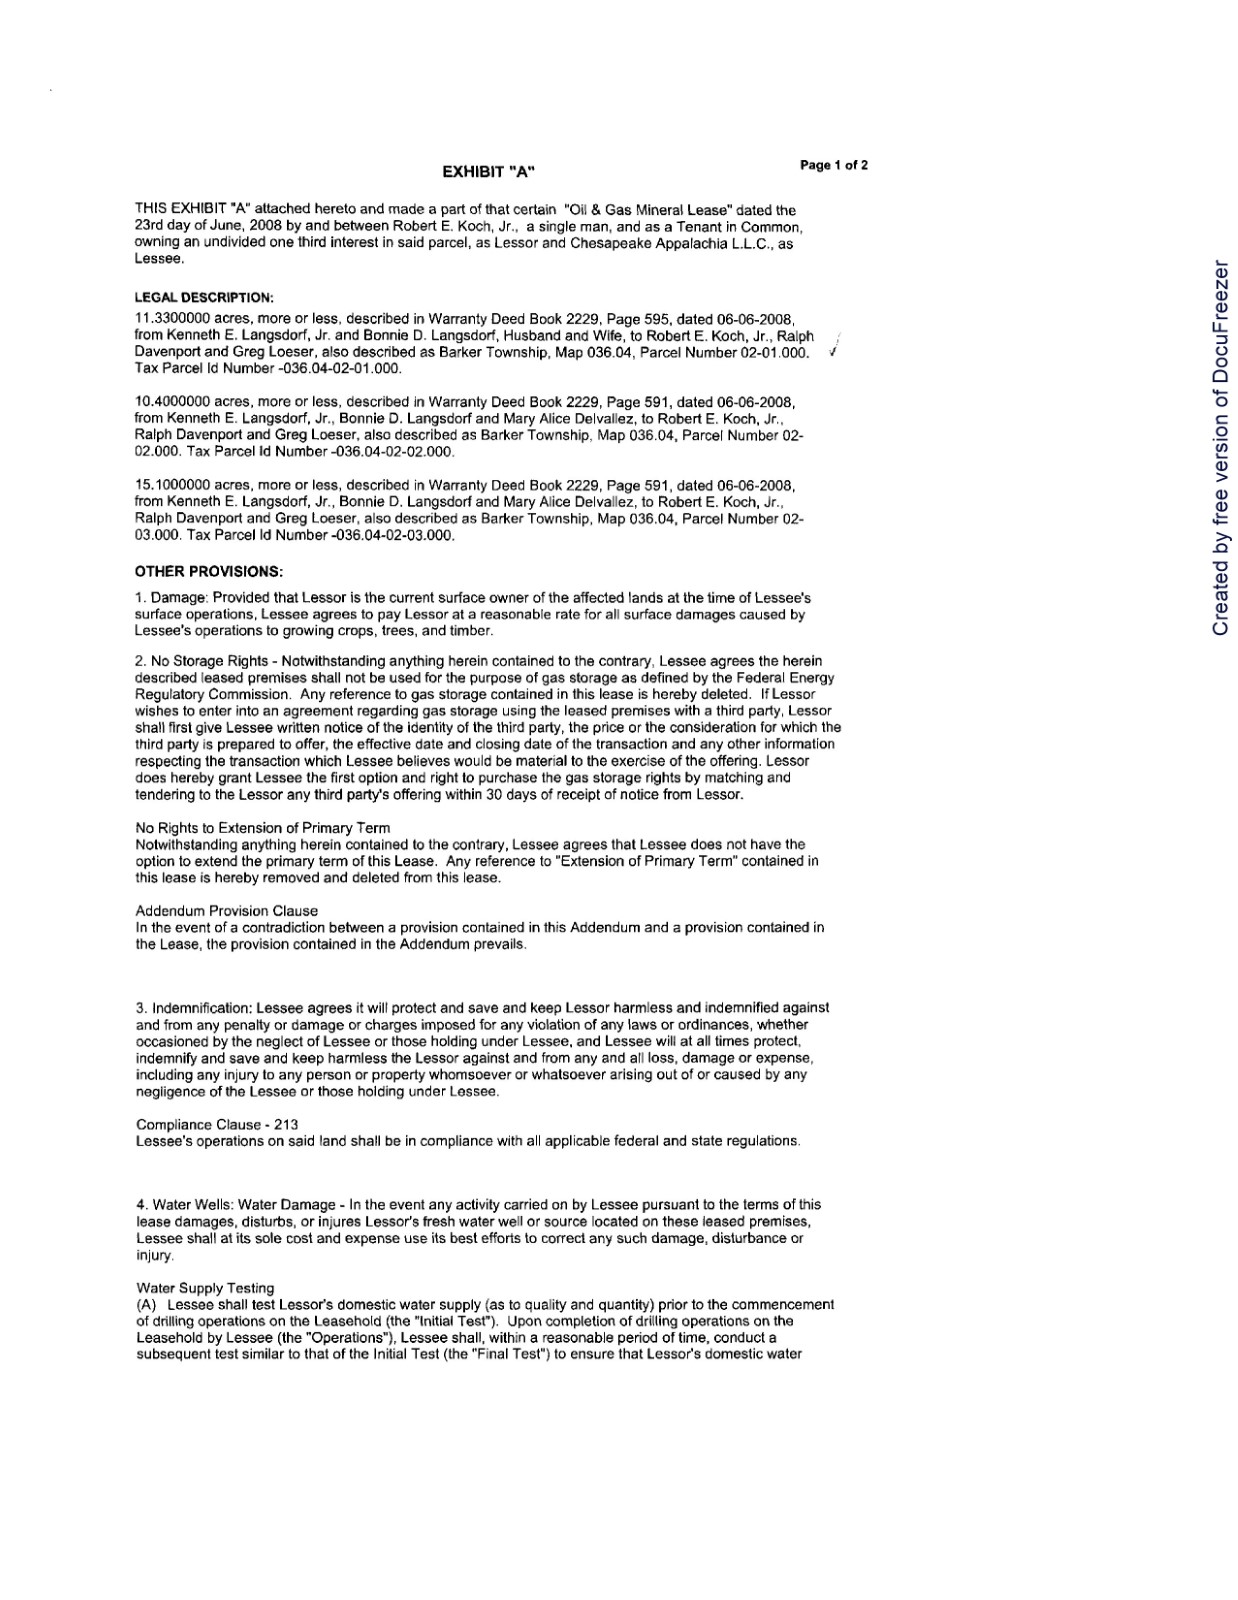 Page 1 of 2
EXHIBIT "A"
THIS EXHIBIT "A" attached hereto and made a part of that certain "Oil & Gas Mineral Lease" dated the
23rd day of June, 2008 by and between Robert E. Koch, Jr., a single man, and as a Tenant in Common,
owning an undivided one third interest in said parcel, as Lessor and Chesapeake Appalachia L.L.C., as
Lessee.
LEGAL DESCRIPTION:
11.3300000 acres, more or less, described in Warranty Deed Book 2229, Page 595, dated 06-06-2008,
from Kenneth E. Langsdorf, Jr. and Bonnie D. Langsdorf, Husband and Wife, to Robert E. Koch, Jr., Ralph
Davenport and Greg Loeser, also described as Barker Township, Map 036.04, Parcel Number 02-01.000.
Tax Parcel Id Number -036.04-02-01.000.
10.4000000 acres, more or less, described in Warranty Deed Book 2229, Page 591, dated 06-06-2008,
from Kenneth E. Langsdorf, Jr., Bonnie D. Langsdorf and Mary Alice Delvallez, to Robert E. Koch, Jr.,
Ralph Davenport and Greg Loeser, also described as Barker Township, Map 036.04, Parcel Number 02-
02.000. Tax Parcel Id Number -036.04-02-02.000.
15.1000000 acres, more or less, described in Warranty Deed Book 2229, Page 591, dated 06-06-2008,
from Kenneth E. Langsdorf, Jr., Bonnie D. Langsdorf and Mary Alice Delvallez, to Robert E. Koch, Jr.,
Ralph Davenport and Greg Loeser, also described as Barker Township, Map 036.04, Parcel Number 02-
03.000. Tax Parcel Id Number -036.04-02-03.000.
OTHER PROVISIONS:
1. Damage: Provided that Lessor is the current surface owner of the affected lands at the time of Lessee's
surface operations, Lessee agrees to pay Lessor at a reasonable rate for all surface damages caused by
Lessee's operations to growing crops, trees, and timber.
2. No Storage Rights - Notwithstanding anything herein contained to the contrary, Lessee agrees the herein
described leased premises shall not be used for the purpose of gas storage as defined by the Federal Energy
Regulatory Commission. Any reference to gas storage contained in this lease is hereby deleted. If Lessor
wishes to enter into an agreement regarding gas storage using the leased premises with a third party, Lessor
shall first give Lessee written notice of the identity of the third party, the price or the consideration for which the
third party is prepared to offer, the effective date and closing date of the transaction and any other information
respecting the transaction which Lessee believes would be material to the exercise of the offering. Lessor
does hereby grant Lessee the first option and right to purchase the gas storage rights by matching and
tendering to the Lessor any third party's offering within 30 days of receipt of notice from Lessor.
No Rights to Extension of Primary Term
Notwithstanding anything herein contained to the contrary, Lessee agrees that Lessee does not have the
option to extend the primary term of this Lease. Any reference to "Extension of Primary Term" contained in
this lease is hereby removed and deleted from this lease.
Addendum Provision Clause
In the event of a contradiction between a provision contained in this Addendum and a provision contained in
the Lease, the provision contained in the Addendum prevails.
3. Indemnification: Lessee agrees it will protect and save and keep Lessor harmless and indemnified against
and from any penalty or damage or charges imposed for any violation of any laws or ordinances, whether
occasioned by the neglect of Lessee or those holding under Lessee, and Lessee will at all times protect,
indemnify and save and keep harmless the Lessor against and from any and all loss, damage or expense,
including any injury to any person or property whomsoever or whatsoever arising out of or caused by any
negligence of the Lessee or those holding under Lessee.
Compliance Clause - 213
Lessee's operations on said land shall be in compliance with all applicable federal and state regulations.
4. Water Wells: Water Damage - In the event any activity carried on by Lessee pursuant to the terms of this
lease damages, disturbs, or injures Lessor's fresh water well or source located on these leased premises,
Lessee shall at its sole cost and expense use its best efforts to correct any such damage, disturbance or
injury.
Water Supply Testing
(A) Lessee shall test Lessor's domestic water supply (as to quality and quantity) prior to the commencement
of drilling operations on the Leasehold (the "Initial Test"). Upon completion of drilling operations on the
Leasehold by Lessee (the "Operations"), Lessee shall, within a reasonable period of time, conduct a
subsequent test similar to that of the Initial Test (the "Final Test") to ensure that Lessor's domestic water
Created by free version of DocuFreezer